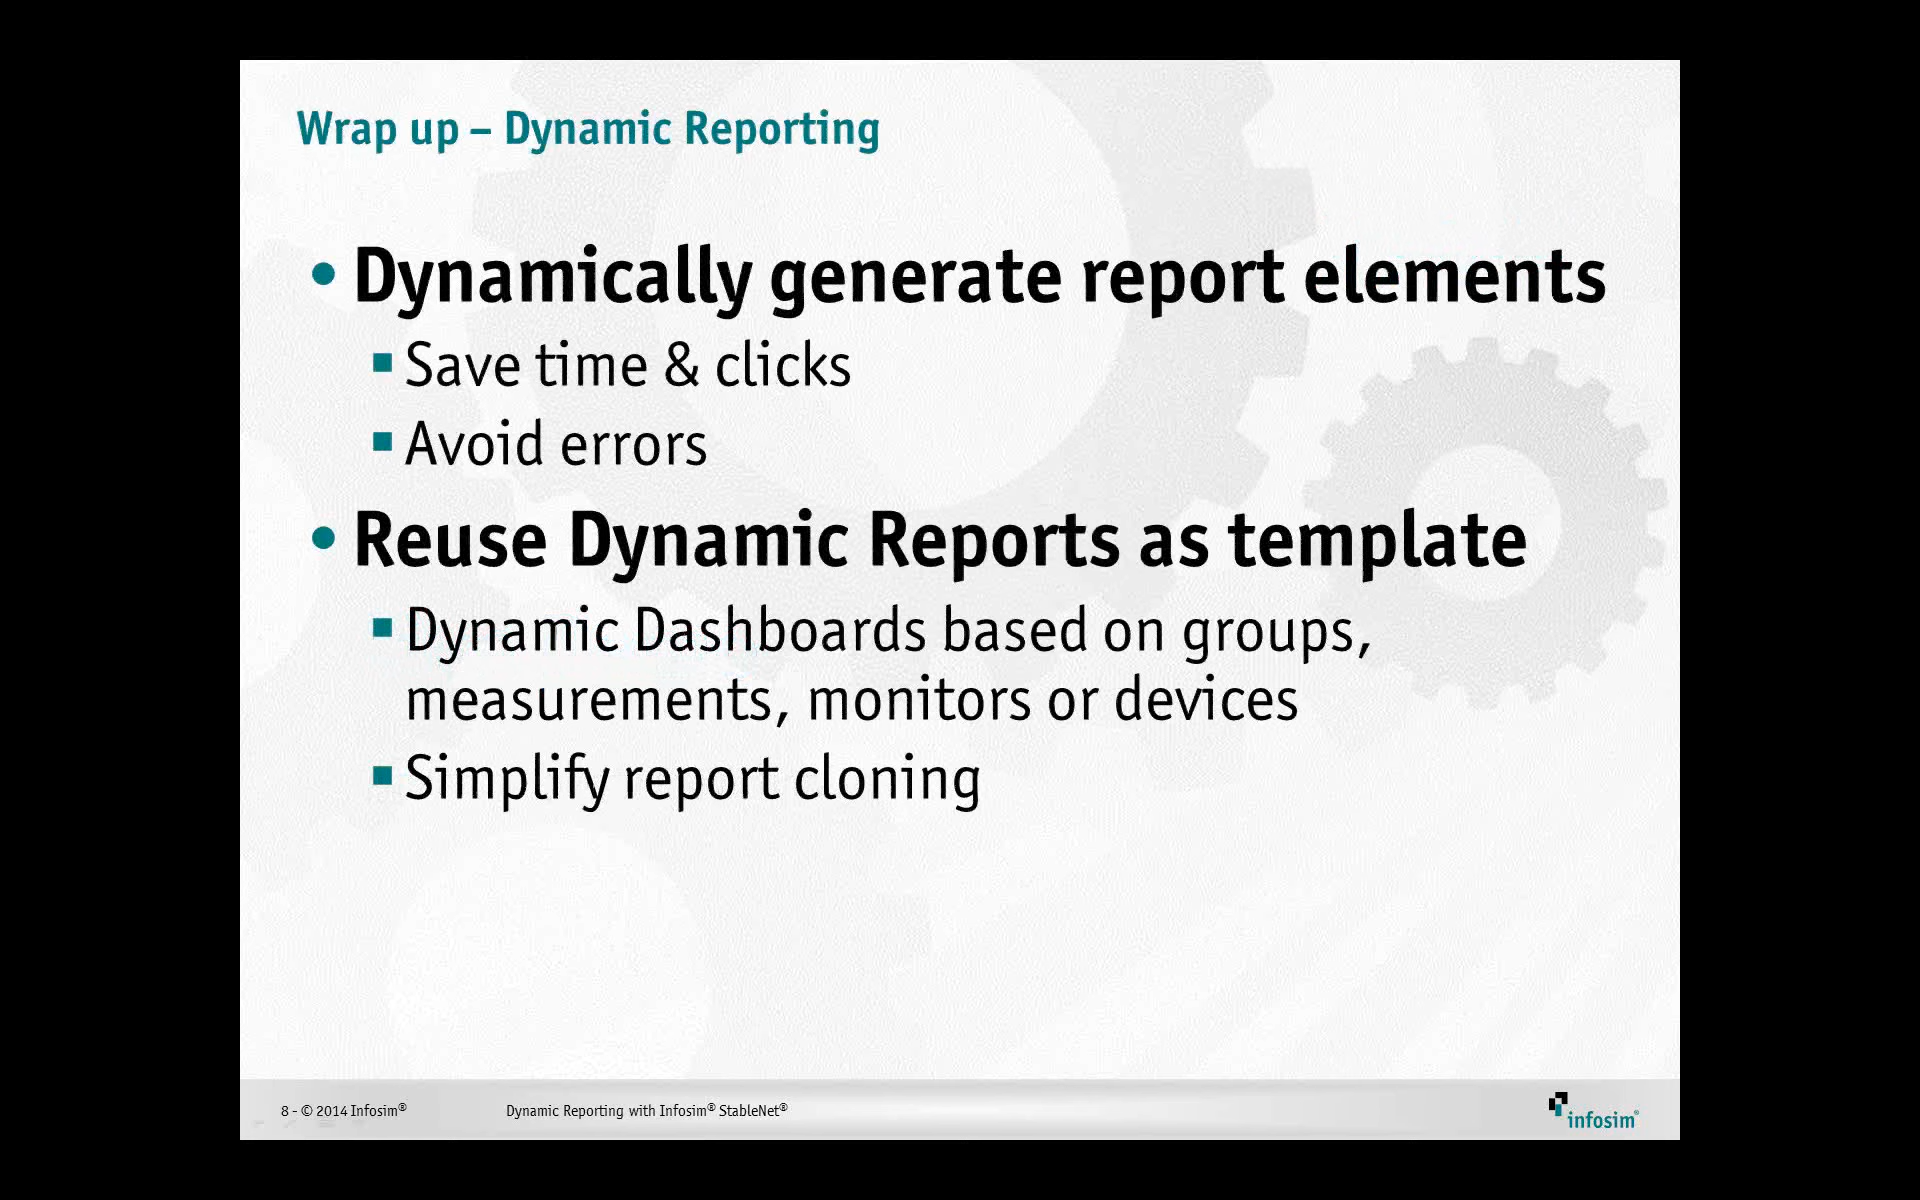 Wrap up – Dynamic Reporting
• Dynamically generate report elements
▪ Save time & clicks
▪ Avoid errors
• Reuse Dynamic Reports as template
▪ Dynamic Dashboards based on groups,
measurements, monitors or devices
▪ Simplify report cloning
8 - © 2014 Infosim® Dynamic Reporting with Infosim® StableNet®
infosim®